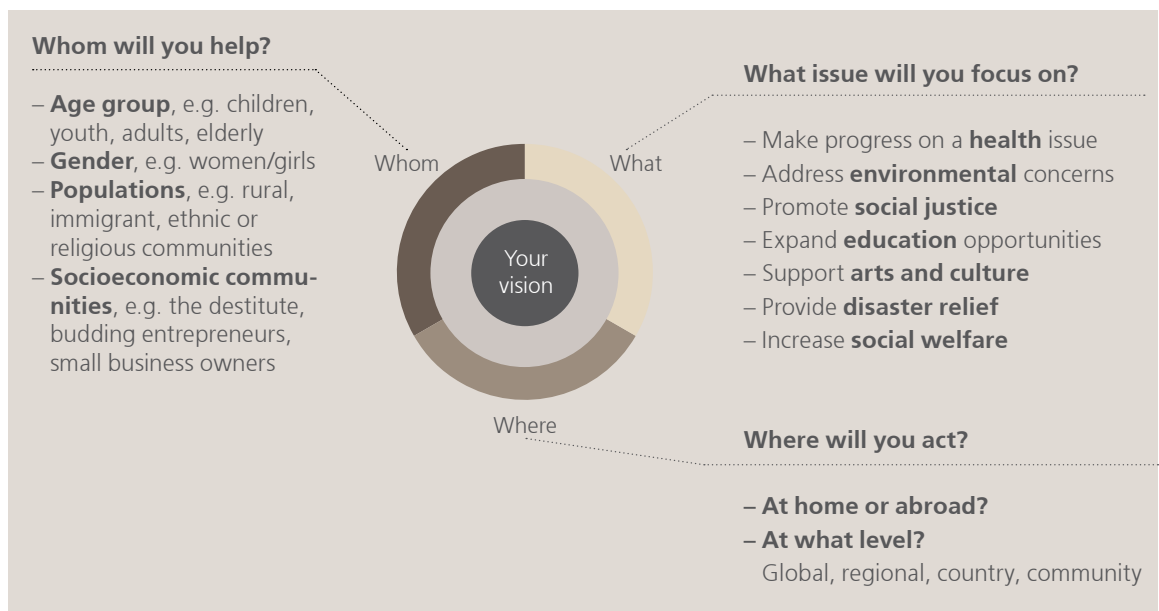 Whom will you help?
– Age group, e.g. children,
youth, adults, elderly
– Gender, e.g. women/girls
– Populations, e.g. rural,
immigrant, ethnic or
religious communities
– Socioeconomic commu-
nities, e.g. the destitute,
budding entrepreneurs,
small business owners
Whom
What
Your
vision
Where
What issue will you focus on?
– Make progress on a health issue
– Address environmental concerns
– Promote social justice
– Expand education opportunities
– Support arts and culture
– Provide disaster relief
– Increase social welfare
Where will you act?
– At home or abroad?
– At what level?
Global, regional, country, community